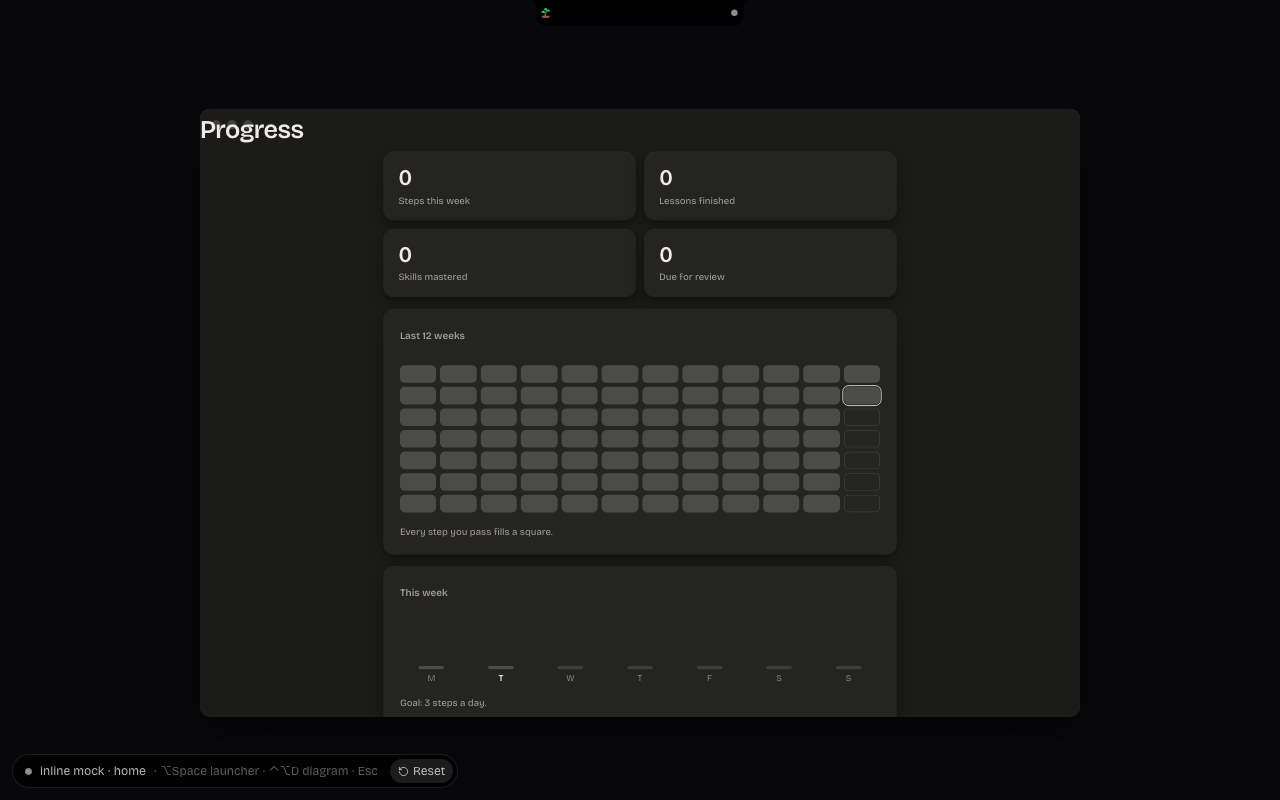 Progress
0
Steps this week
0
Lessons finished
0
Skills mastered
0
Due for review
Last 12 weeks
Every step you pass fills a square.
This week
M T W T F S S
Goal: 3 steps a day.
inline mock · home · ⌥Space launcher · ^⌥D diagram · Esc Reset